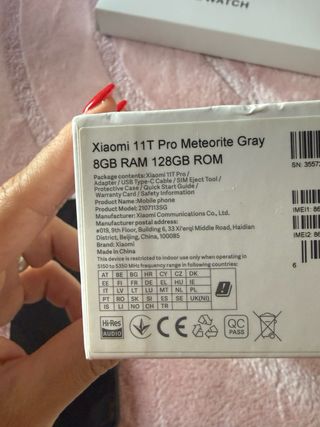 WATCH
Xiaomi 11T Pro Meteorite Gray
8GB RAM 128GB ROM
Package contents: Xiaomi 11T Pro /
Adapter / USB Type-C Cable / SIM Eject Tool /
Protective Case / Quick Start Guide /
Warranty Card / Safety Information
Product Name: Mobile phone
Product Model: 2107113SG
Manufacturer: Xiaomi Communications Co., Ltd.
Manufacturer postal address:
#019, 9th Floor, Building 6, 33 Xi'erqi Middle Road, Haidian
District, Beijing, China, 100085
Brand: Xiaomi
Made in China
This device is restricted to indoor use only when operating in
5150 to 5350 MHz frequency range in following countries:
AT BE BG HR CY CZ DK
EE FI FR DE EL HU IE
IT LV LT LU MT NL PL
PT RO SK SI ES SE UK(NI)
IS LI NO CH TR
Hi-Res
AUDIO
CE
QC
PASS
SN: 3557
IMEI1: 86
IMEI2: 86
6